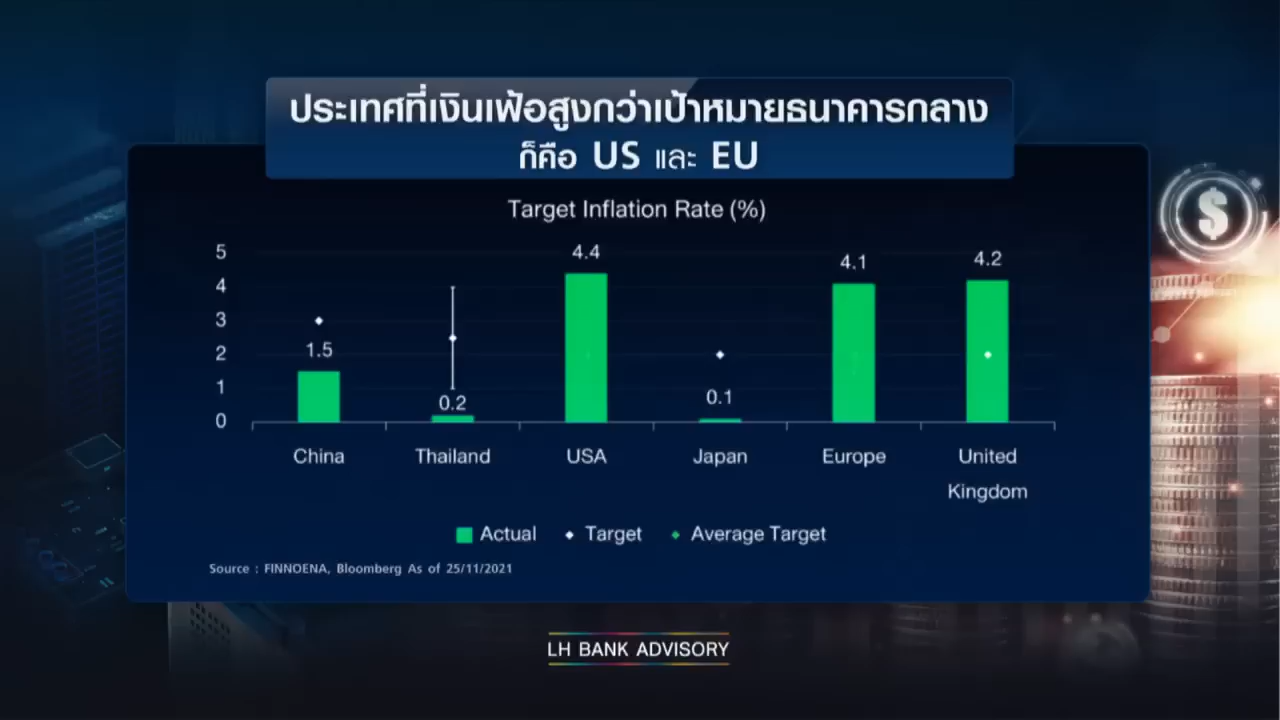 ประเทศที่เงินเฟ้อสูงกว่าเป้าหมายธนาคารกลาง
ก็คือ US และ EU
Target Inflation Rate (%)
5
4
3
2
1
0
1.5
0.2
4.4
0.1
4.1
4.2
China
Thailand
USA
Japan
Europe
United
Kingdom
Actual
Target
Average Target
Source : FINNOENA, Bloomberg As of 25/11/2021
LH BANK ADVISORY
$